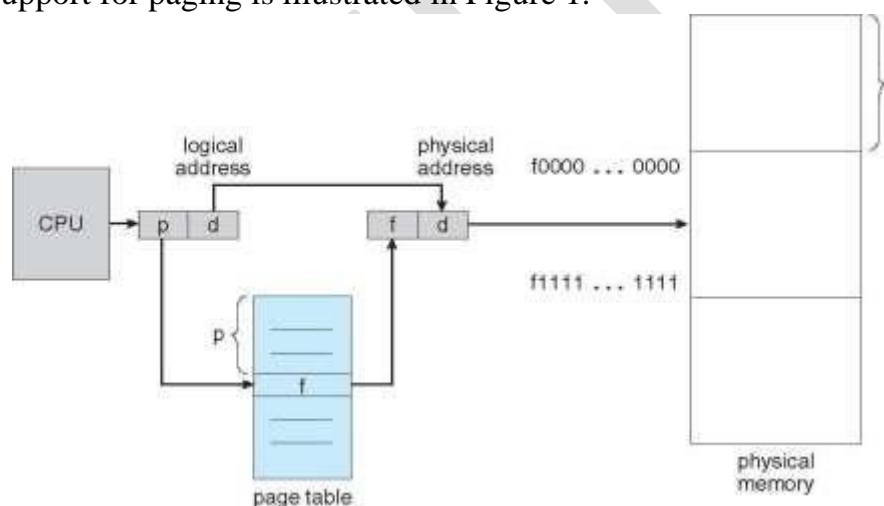 upport for paging is illustrated in Figure 1.
logical
address
physical
address
f0000 ... 0000
CPU
p d
f d
f1111 ... 1111
p
f
page table
physical
memory